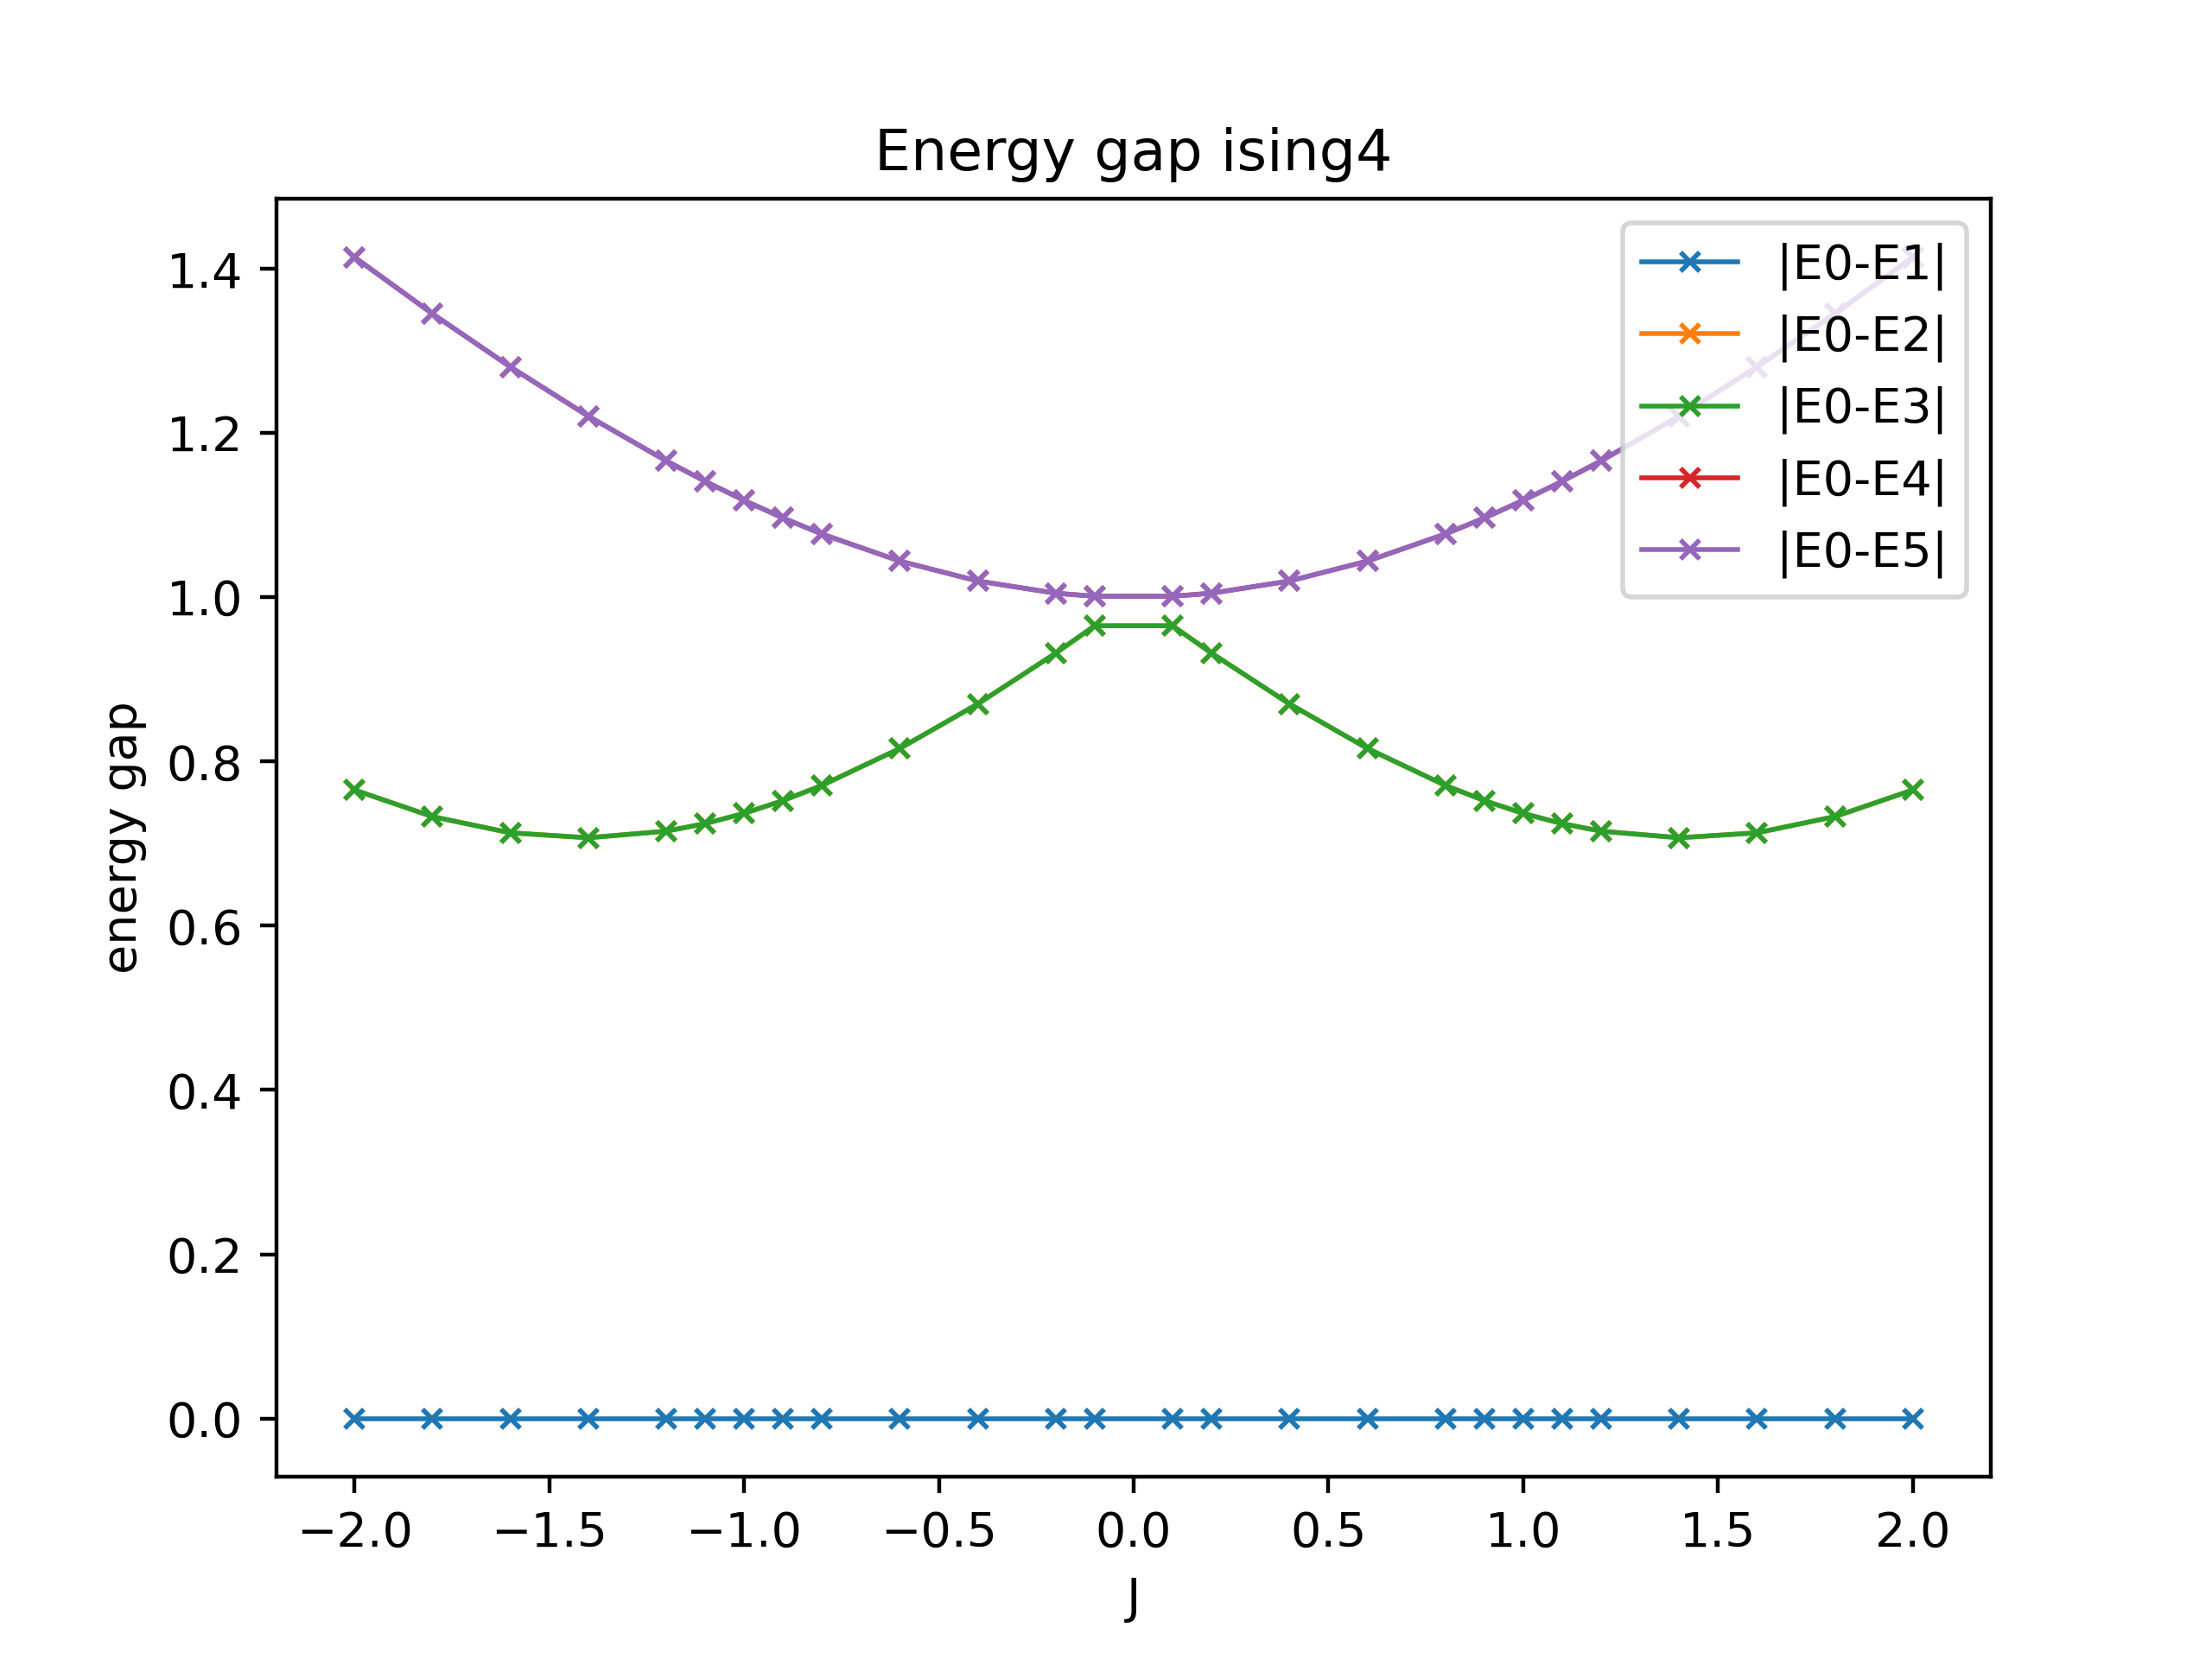 Energy gap ising4
1.4
1.2
1.0
0.8
0.6
0.4
0.2
0.0
energy gap
|E0-E1|
|E0-E2|
|E0-E3|
|E0-E4|
|E0-E5|
−2.0 −1.5 −1.0 −0.5 0.0 0.5 1.0 1.5 2.0
J